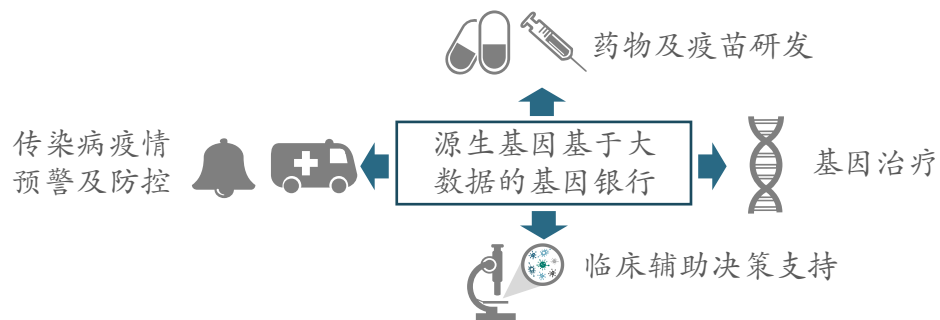 药物及疫苗研发
传染病疫情
预警及防控
源生基因基于大
数据的基因银行
基因治疗
临床辅助决策支持